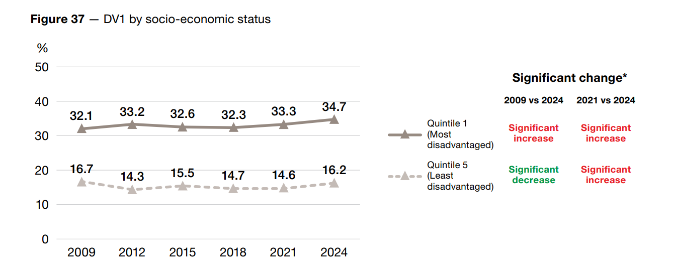 Figure 37 — DV1 by socio-economic status
%
50
40
30
20
10
0
32.1 33.2 32.6 32.3 33.3 34.7
16.7 14.3 15.5 14.7 14.6 16.2
2009 2012 2015 2018 2021 2024
Significant change*
2009 vs 2024 2021 vs 2024
Quintile 1
(Most
disadvantaged)
Significant
increase
Significant
increase
Quintile 5
(Least
disadvantaged)
Significant
decrease
Significant
increase